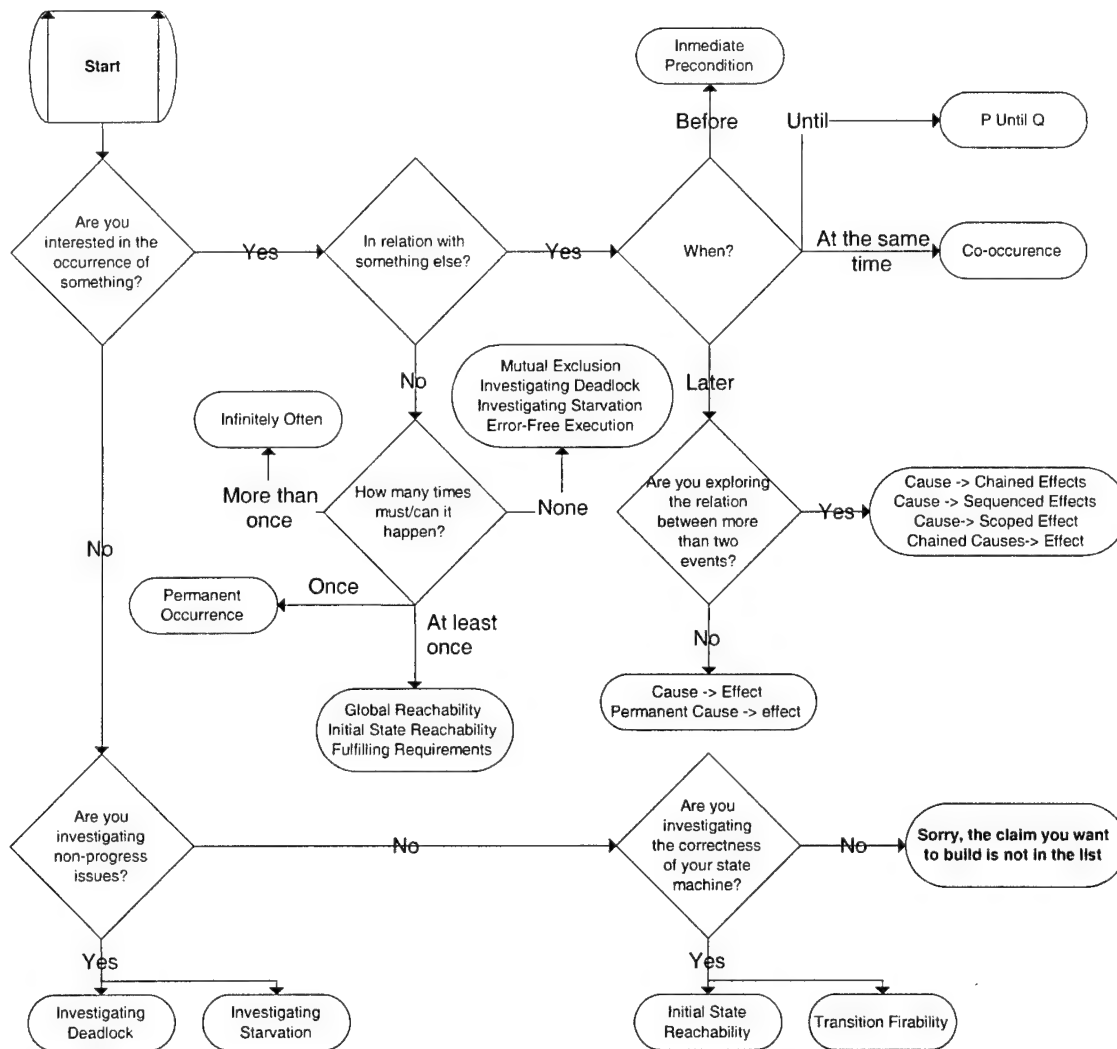 Start
Inmediate
Precondition
Before
Until
P Until Q
Are you
interested in the
occurrence of
something?
Yes
In relation with
something else?
Yes
When?
At the same
time
Co-occurence
No
Mutual Exclusion
Investigating Deadlock
Investigating Starvation
Error-Free Execution
Later
Infinitely Often
More than
once
How many times
must/can it
happen?
None
Are you exploring
the relation
between more
than two
events?
Yes
Cause -> Chained Effects
Cause -> Sequenced Effects
Cause-> Scoped Effect
Chained Causes-> Effect
No
Permanent
Occurrence
Once
At least
once
No
Global Reachability
Initial State Reachability
Fulfilling Requirements
Cause -> Effect
Permanent Cause -> effect
Are you
investigating
non-progress
issues?
No
Are you
investigating
the correctness
of your state
machine?
No
Sorry, the claim you want
to build is not in the list
Yes
Investigating
Deadlock
Investigating
Starvation
Yes
Initial State
Reachability
Transition Firability